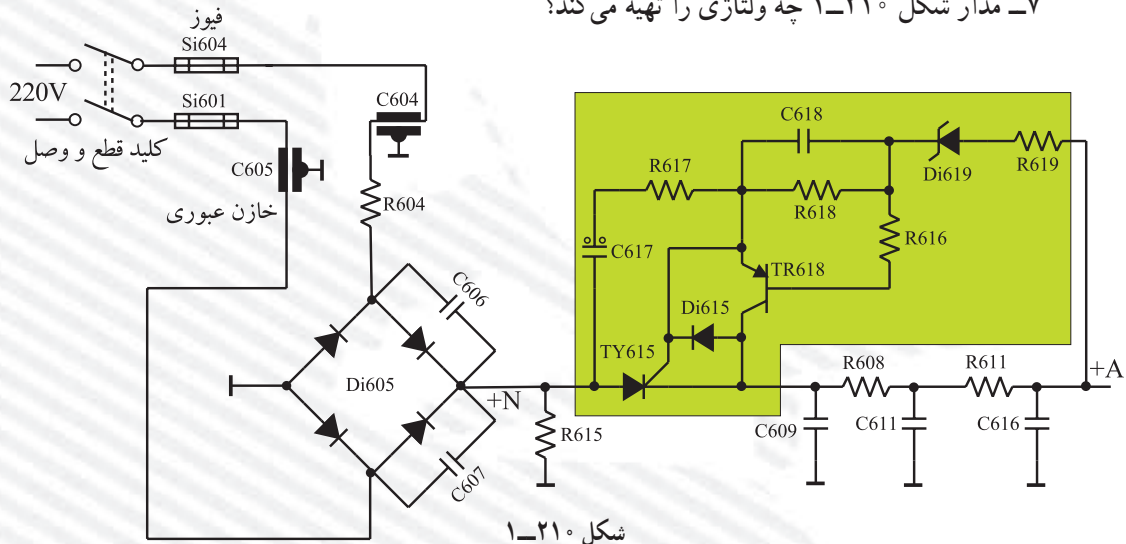 ۷ــ مدار شکل ۲۱۰ــ۱ چه ولتاژی را تهیه می‌کند؟
فیوز
Si604
220V
Si601
کلید قطع و وصل
C604
C605
خازن عبوری
R604
C606
Di605
C607
+N
R615
C618
R617
R618
Di619
R619
C617
R616
TR618
Di615
TY615
R608
R611
+A
C609
C611
C616
شکل ۲۱۰ــ۱